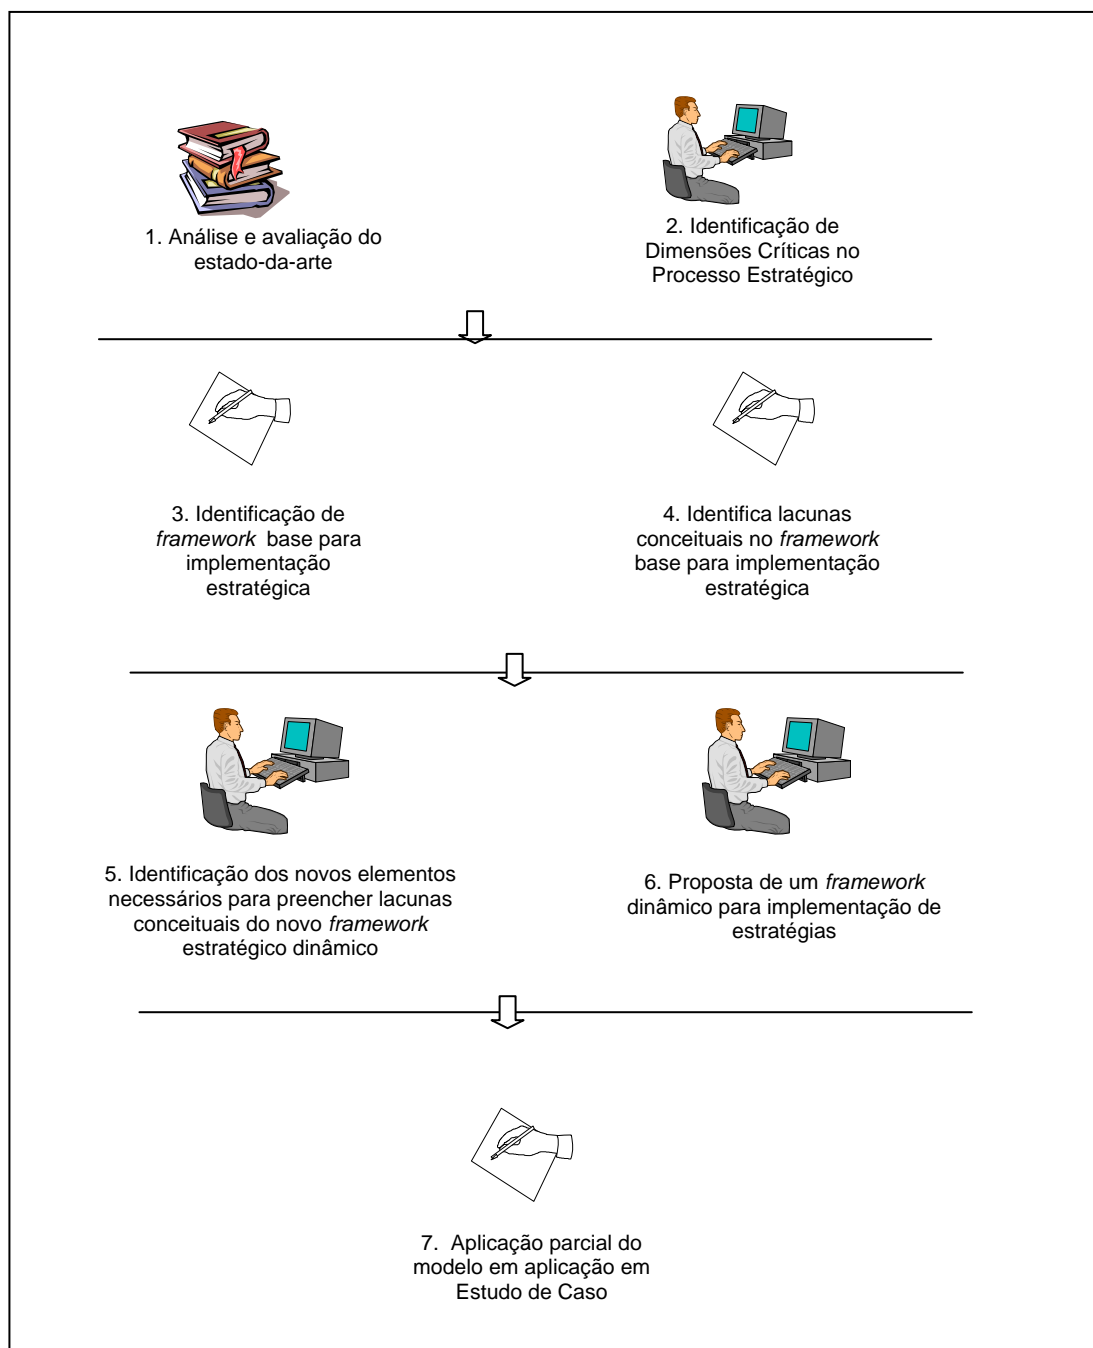 1. Análise e avaliação do
estado-da-arte
2. Identificação de
Dimensões Críticas no
Processo Estratégico
3. Identificação de
framework base para
implementação
estratégica
4. Identifica lacunas
conceituais no framework
base para implementação
estratégica
5. Identificação dos novos elementos
necessários para preencher lacunas
conceituais do novo framework
estratégico dinâmico
6. Proposta de um framework
dinâmico para implementação de
estratégias
7. Aplicação parcial do
modelo em aplicação em
Estudo de Caso